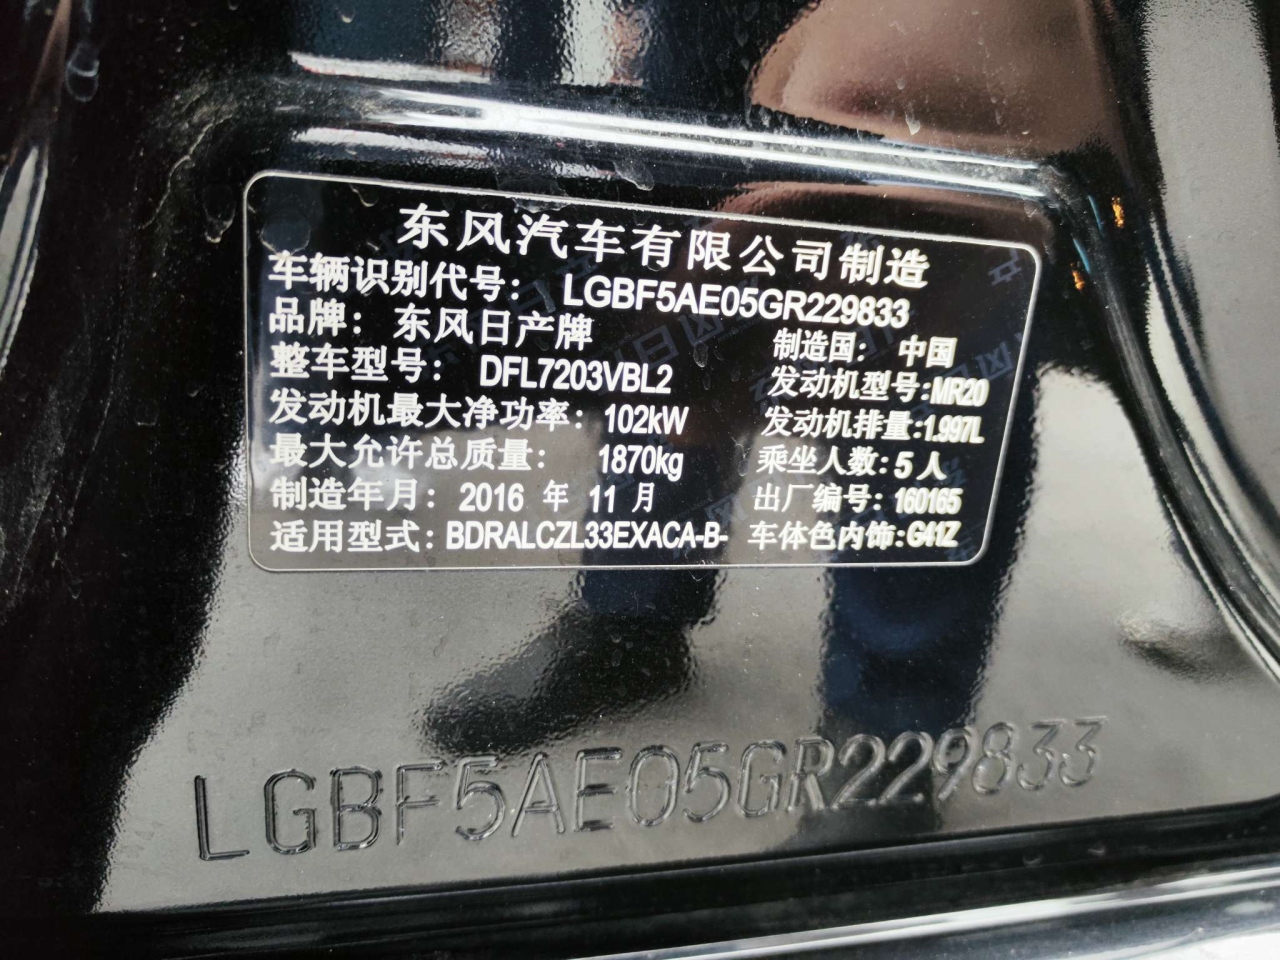 东风汽车有限公司制造
车辆识别代号: LGBF5AE05GR229833
品牌: 东风日产牌 制造国: 中国
整车型号: DFL7203VBL2 发动机型号:MR20
发动机最大净功率: 102kW 发动机排量:1.997L
最大允许总质量: 1870kg 乘坐人数: 5 人
制造年月: 2016 年 11 月 出厂编号: 160165
适用型式: BDRALCZL33EXACA-B- 车体色内饰:G41Z
LGBF5AE05GR229833